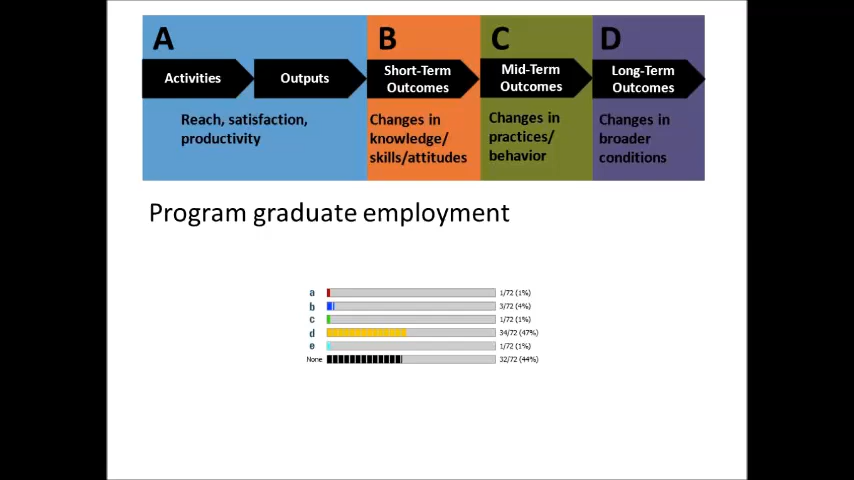 A
B
C
D
Activities
Outputs
Short-Term
Outcomes
Mid-Term
Outcomes
Long-Term
Outcomes
Reach, satisfaction,
productivity
Changes in
knowledge/
skills/attitudes
Changes in
practices/
behavior
Changes in
broader
conditions
Program graduate employment
a 1/72 (1%)
b 3/72 (4%)
c 1/72 (1%)
d 34/72 (47%)
e 1/72 (1%)
None 32/72 (44%)